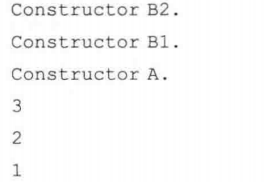 Constructor B2.
Constructor B1.
Constructor A.
3
2
1